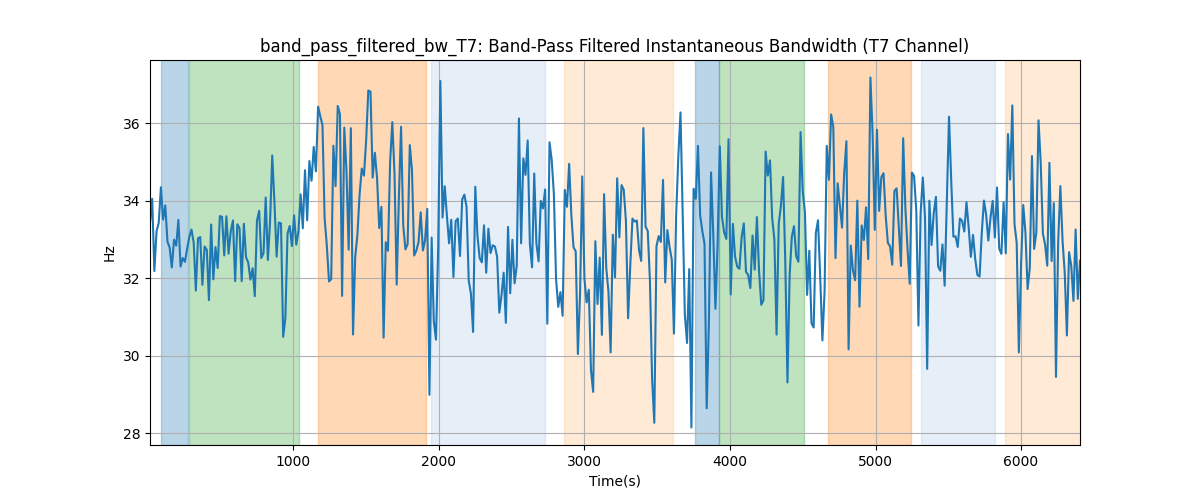 band_pass_filtered_bw_T7: Band-Pass Filtered Instantaneous Bandwidth (T7 Channel)
36
34
32
30
28
Hz
1000 2000 3000 4000 5000 6000
Time(s)